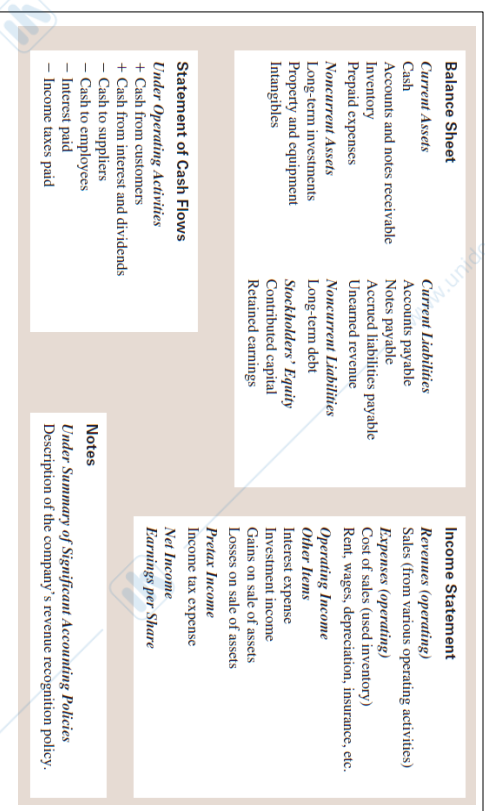 Balance Sheet
Current Assets
Cash
Accounts and notes receivable
Inventory
Prepaid expenses
Noncurrent Assets
Long-term investments
Property and equipment
Intangibles
Current Liabilities
Accounts payable
Notes payable
Accrued liabilities payable
Unearned revenue
Noncurrent Liabilities
Long-term debt
Stockholders' Equity
Contributed capital
Retained earnings
Income Statement
Revenues (operating)
Sales (from various operating activities)
Expenses (operating)
Cost of sales (used inventory)
Rent, wages, depreciation, insurance, etc.
Operating Income
Other Items
Interest expense
Investment income
Gains on sale of assets
Losses on sale of assets
Pretax Income
Income tax expense
Net Income
Earnings per Share
Statement of Cash Flows
Under Operating Activities
+ Cash from customers
+ Cash from interest and dividends
− Cash to suppliers
− Cash to employees
− Interest paid
− Income taxes paid
Notes
Under Summary of Significant Accounting Policies
Description of the company's revenue recognition policy.